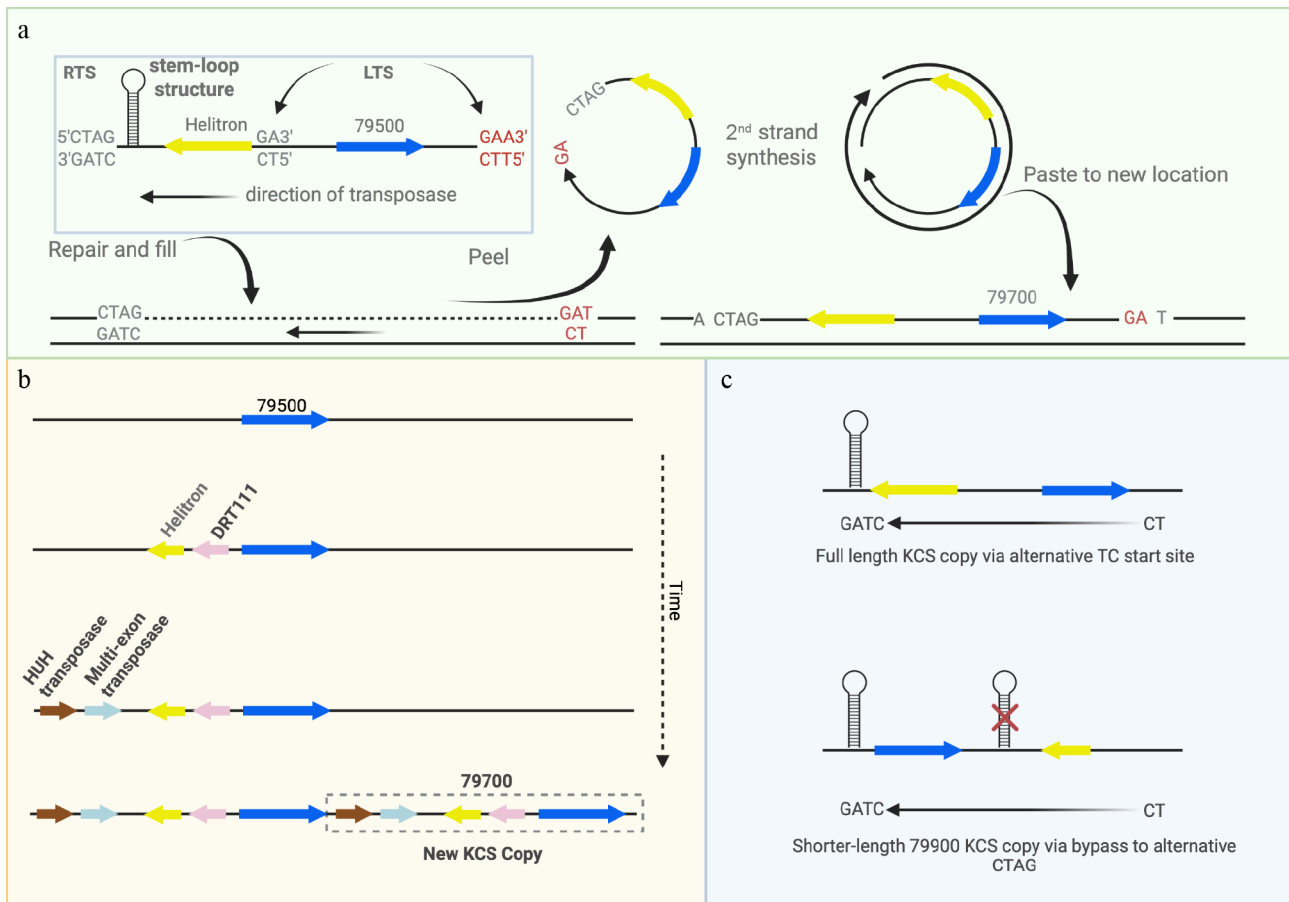 a
RTS
stem-loop
structure
LTS
5'CTAG
3'GATC
Helitron
GA3'
CT5'
79500
GAA3'
CTT5'
direction of transposase
CTAG
GA
2nd strand
synthesis
Paste to new location
Repair and fill
Peel
CTAG
GATC
GAT
CT
79700
A CTAG
GA T
b
79500
Helitron
DRT111
HUH
transposase
Multi-exon
transposase
Time
79700
New KCS Copy
c
GATC
CT
Full length KCS copy via alternative TC start site
GATC
CT
Shorter-length 79900 KCS copy via bypass to alternative
CTAG